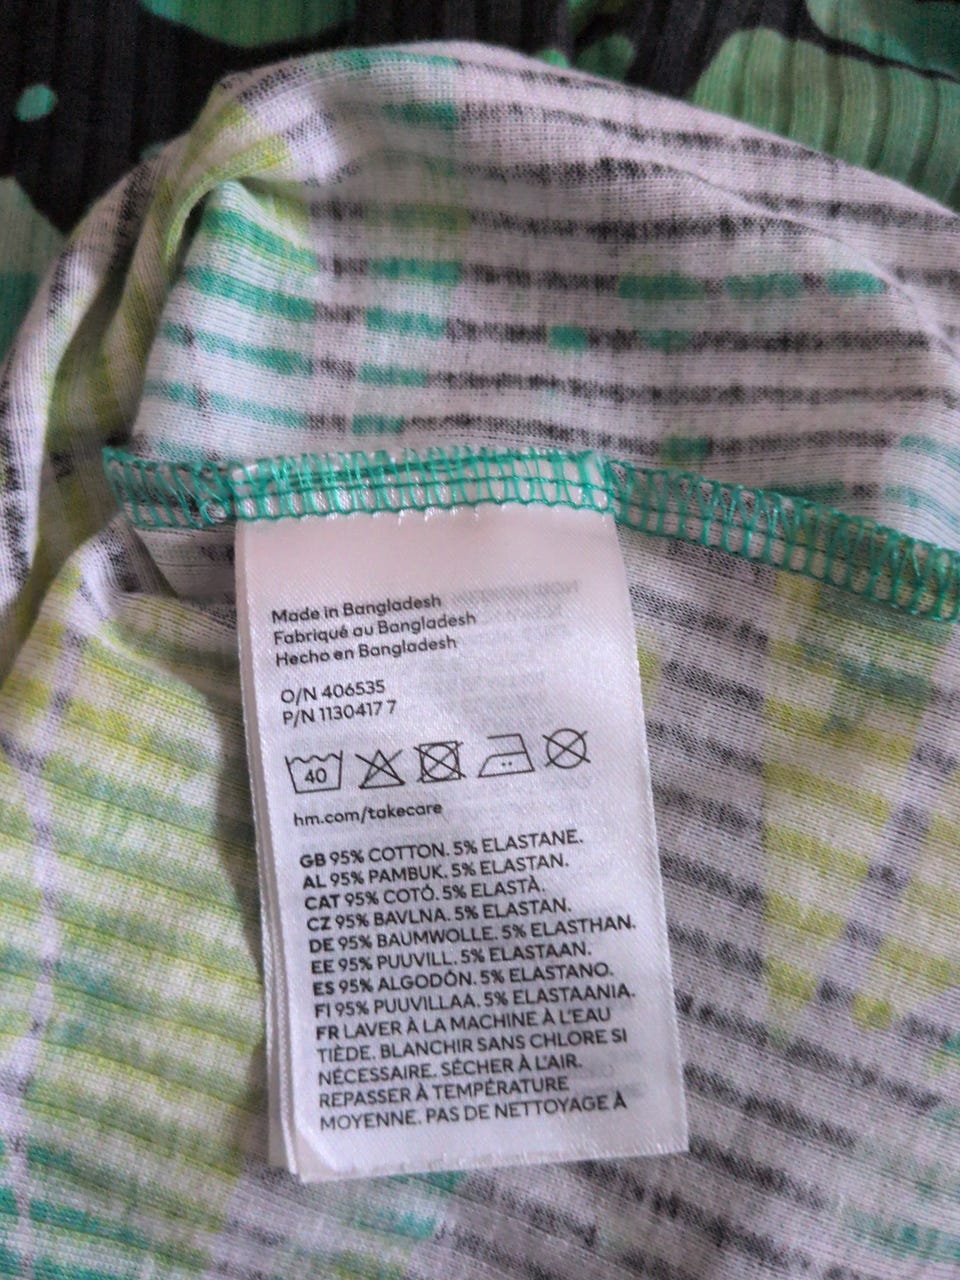 Made in Bangladesh
Fabriqué au Bangladesh
Hecho en Bangladesh
O/N 406535
P/N 1130417 7
40
hm.com/takecare
GB 95% COTTON. 5% ELASTANE.
AL 95% PAMBUK. 5% ELASTAN.
CAT 95% COTÓ. 5% ELASTÀ.
CZ 95% BAVLNA. 5% ELASTAN.
DE 95% BAUMWOLLE. 5% ELASTHAN.
EE 95% PUUVILL. 5% ELASTAAN.
ES 95% ALGODÓN. 5% ELASTANO.
FI 95% PUUVILLAA. 5% ELASTAANIA.
FR LAVER À LA MACHINE À L'EAU
TIÈDE. BLANCHIR SANS CHLORE SI
NÉCESSAIRE. SÉCHER À L'AIR.
REPASSER À TEMPÉRATURE
MOYENNE. PAS DE NETTOYAGE À